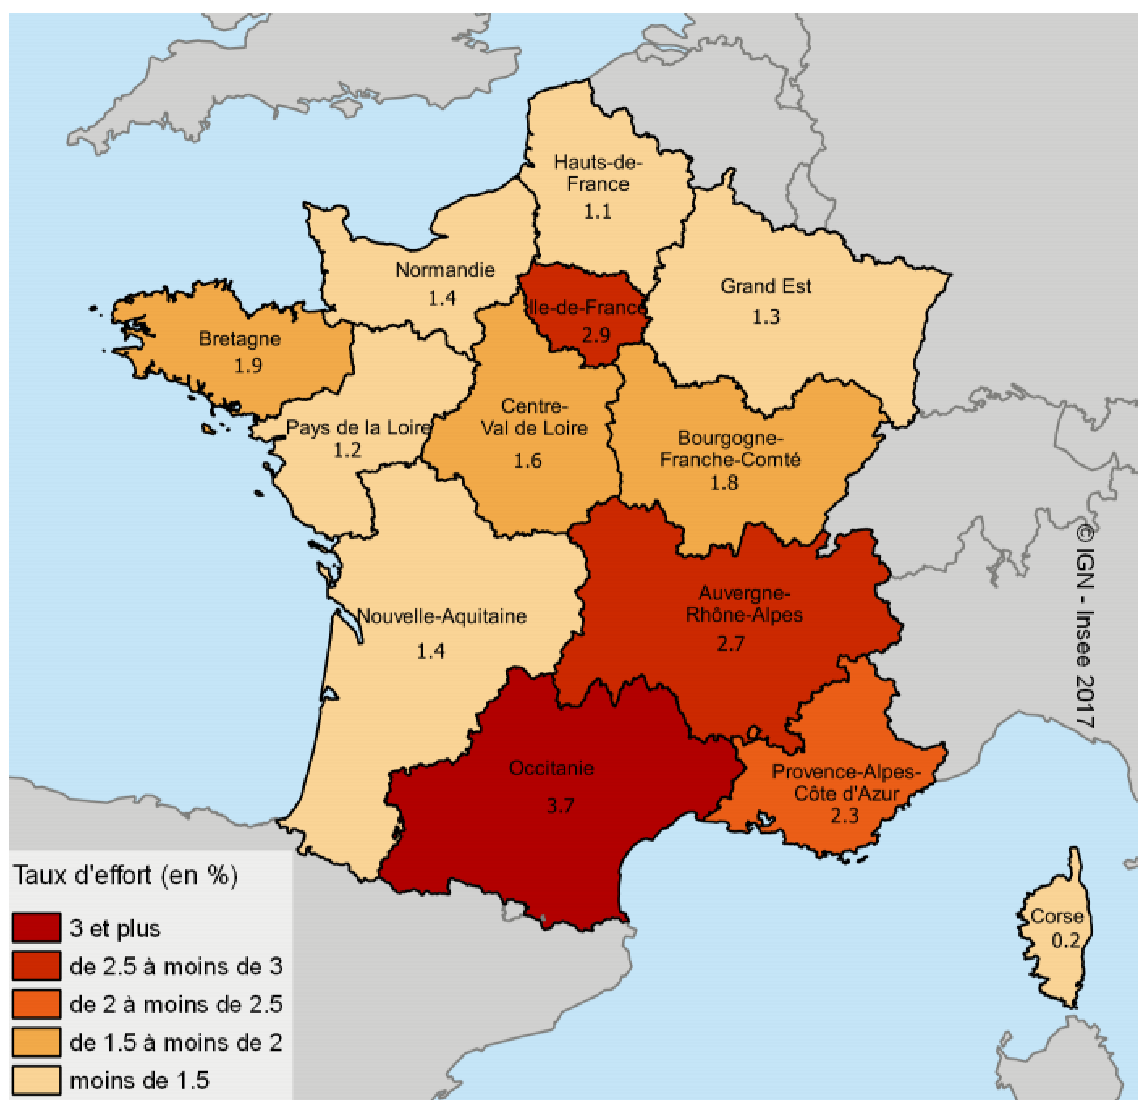 Hauts-de-
France
1.1
Normandie
1.4
Ile-de-France
2.9
Grand Est
1.3
Bretagne
1.9
Pays de la Loire
1.2
Centre-
Val de Loire
1.6
Bourgogne-
Franche-Comté
1.8
Nouvelle-Aquitaine
1.4
Auvergne-
Rhône-Alpes
2.7
Occitanie
3.7
Provence-Alpes-
Côte d'Azur
2.3
Corse
0.2
© IGN - Insee 2017
Taux d'effort (en %)
3 et plus
de 2.5 à moins de 3
de 2 à moins de 2.5
de 1.5 à moins de 2
moins de 1.5